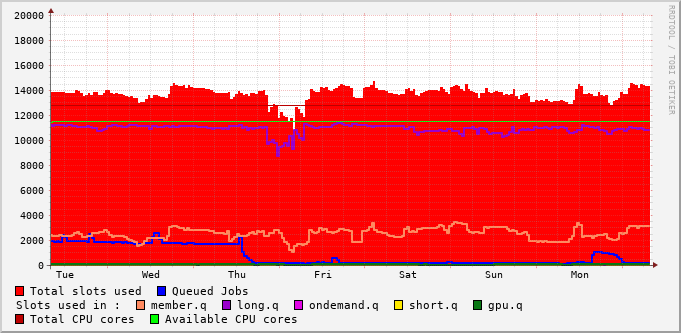 20000
18000
16000
14000
12000
10000
8000
6000
4000
2000
0
Tue Wed Thu Fri Sat Sun Mon
Total slots used Queued Jobs
Slots used in : member.q long.q ondemand.q short.q gpu.q
Total CPU cores Available CPU cores
RRDTOOL / TOBI OETIKER